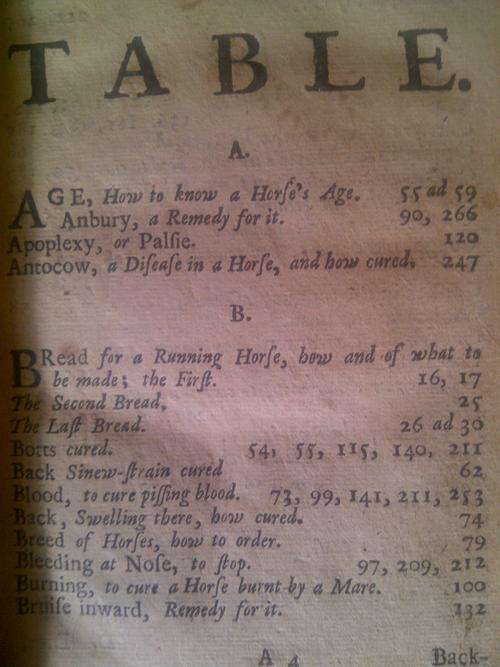 TABLE.
A.
AGE, How to know a Horſe's Age. 55 ad 59
Anbury, a Remedy for it. 90, 266
Apoplexy, or Palſie. 120
Antocow, a Diſeaſe in a Horſe, and how cured. 247
B.
BRead for a Running Horſe, how and of what to
be made; the Firſt. 16, 17
The Second Bread, 25
The Laſt Bread. 26 ad 30
Botts cured. 54, 55, 115, 140, 211
Back Sinew-ſtrain cured 62
Blood, to cure piſſing blood. 73, 99, 141, 211, 253
Back, Swelling there, how cured. 74
Breed of Horſes, how to order. 79
Bleeding at Noſe, to ſtop. 97, 209, 212
Burning, to cure a Horſe burnt by a Mare. 100
Bruiſe inward, Remedy for it. 132
A 4 Back-